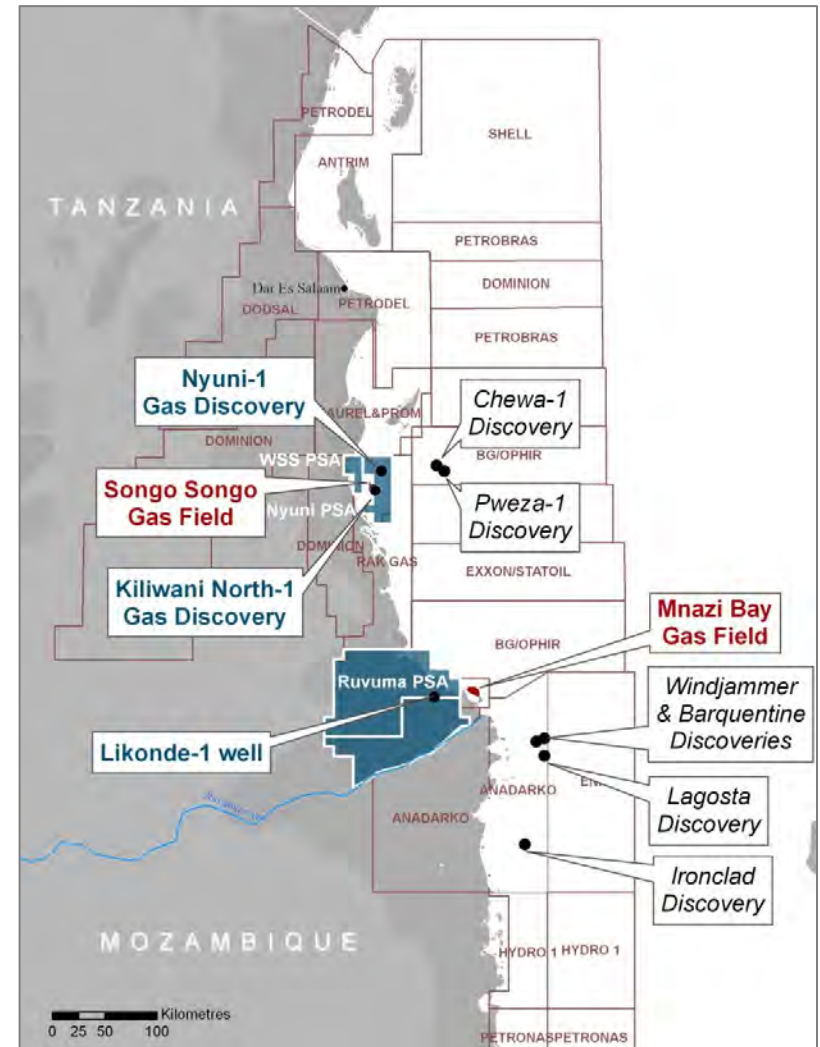 PETRODEL
SHELL
ANTRIM
TANZANIA
PETROBRAS
DOMINION
Dar Es Salaam
PETRODEL
DODSAL
PETROBRAS
Nyuni-1
Gas Discovery
Chewa-1
Discovery
AUREL&PROM
DOMINION
BG/OPHIR
WSS PSA
Songo Songo
Gas Field
Pweza-1
Discovery
Nyuni PSA
DOMINION
RAK GAS
EXXON/STATOIL
Kiliwani North-1
Gas Discovery
Mnazi Bay
Gas Field
BG/OPHIR
Ruvuma PSA
Windjammer
& Barquentine
Discoveries
Likonde-1 well
ANADARKO
Lagosta
Discovery
ANADARKO
Ironclad
Discovery
MOZAMBIQUE
HYDRO 1
HYDRO 1
Kilometres
0 25 50 100
PETRONAS
PETRONAS